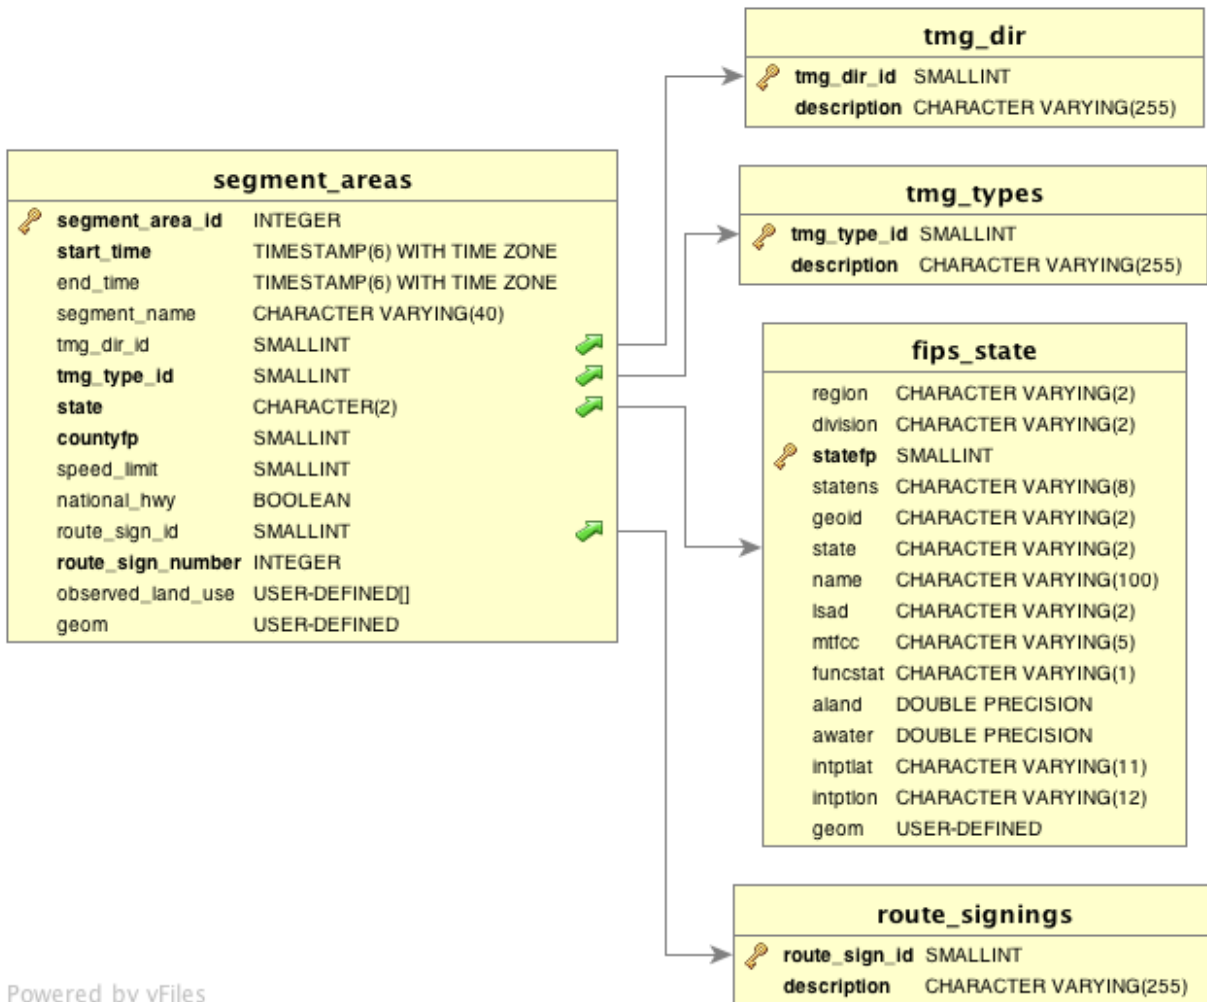 tmg_dir
tmg_dir_id SMALLINT
description CHARACTER VARYING(255)
segment_areas
segment_area_id INTEGER
start_time TIMESTAMP(6) WITH TIME ZONE
end_time TIMESTAMP(6) WITH TIME ZONE
segment_name CHARACTER VARYING(40)
tmg_dir_id SMALLINT
tmg_type_id SMALLINT
state CHARACTER(2)
countyfp SMALLINT
speed_limit SMALLINT
national_hwy BOOLEAN
route_sign_id SMALLINT
route_sign_number INTEGER
observed_land_use USER-DEFINED[]
geom USER-DEFINED
tmg_types
tmg_type_id SMALLINT
description CHARACTER VARYING(255)
fips_state
region CHARACTER VARYING(2)
division CHARACTER VARYING(2)
statefp SMALLINT
statens CHARACTER VARYING(8)
geoid CHARACTER VARYING(2)
state CHARACTER VARYING(2)
name CHARACTER VARYING(100)
lsad CHARACTER VARYING(2)
mtfcc CHARACTER VARYING(5)
funcstat CHARACTER VARYING(1)
aland DOUBLE PRECISION
awater DOUBLE PRECISION
intptlat CHARACTER VARYING(11)
intptlon CHARACTER VARYING(12)
geom USER-DEFINED
route_signings
route_sign_id SMALLINT
description CHARACTER VARYING(255)
Powered by yFiles